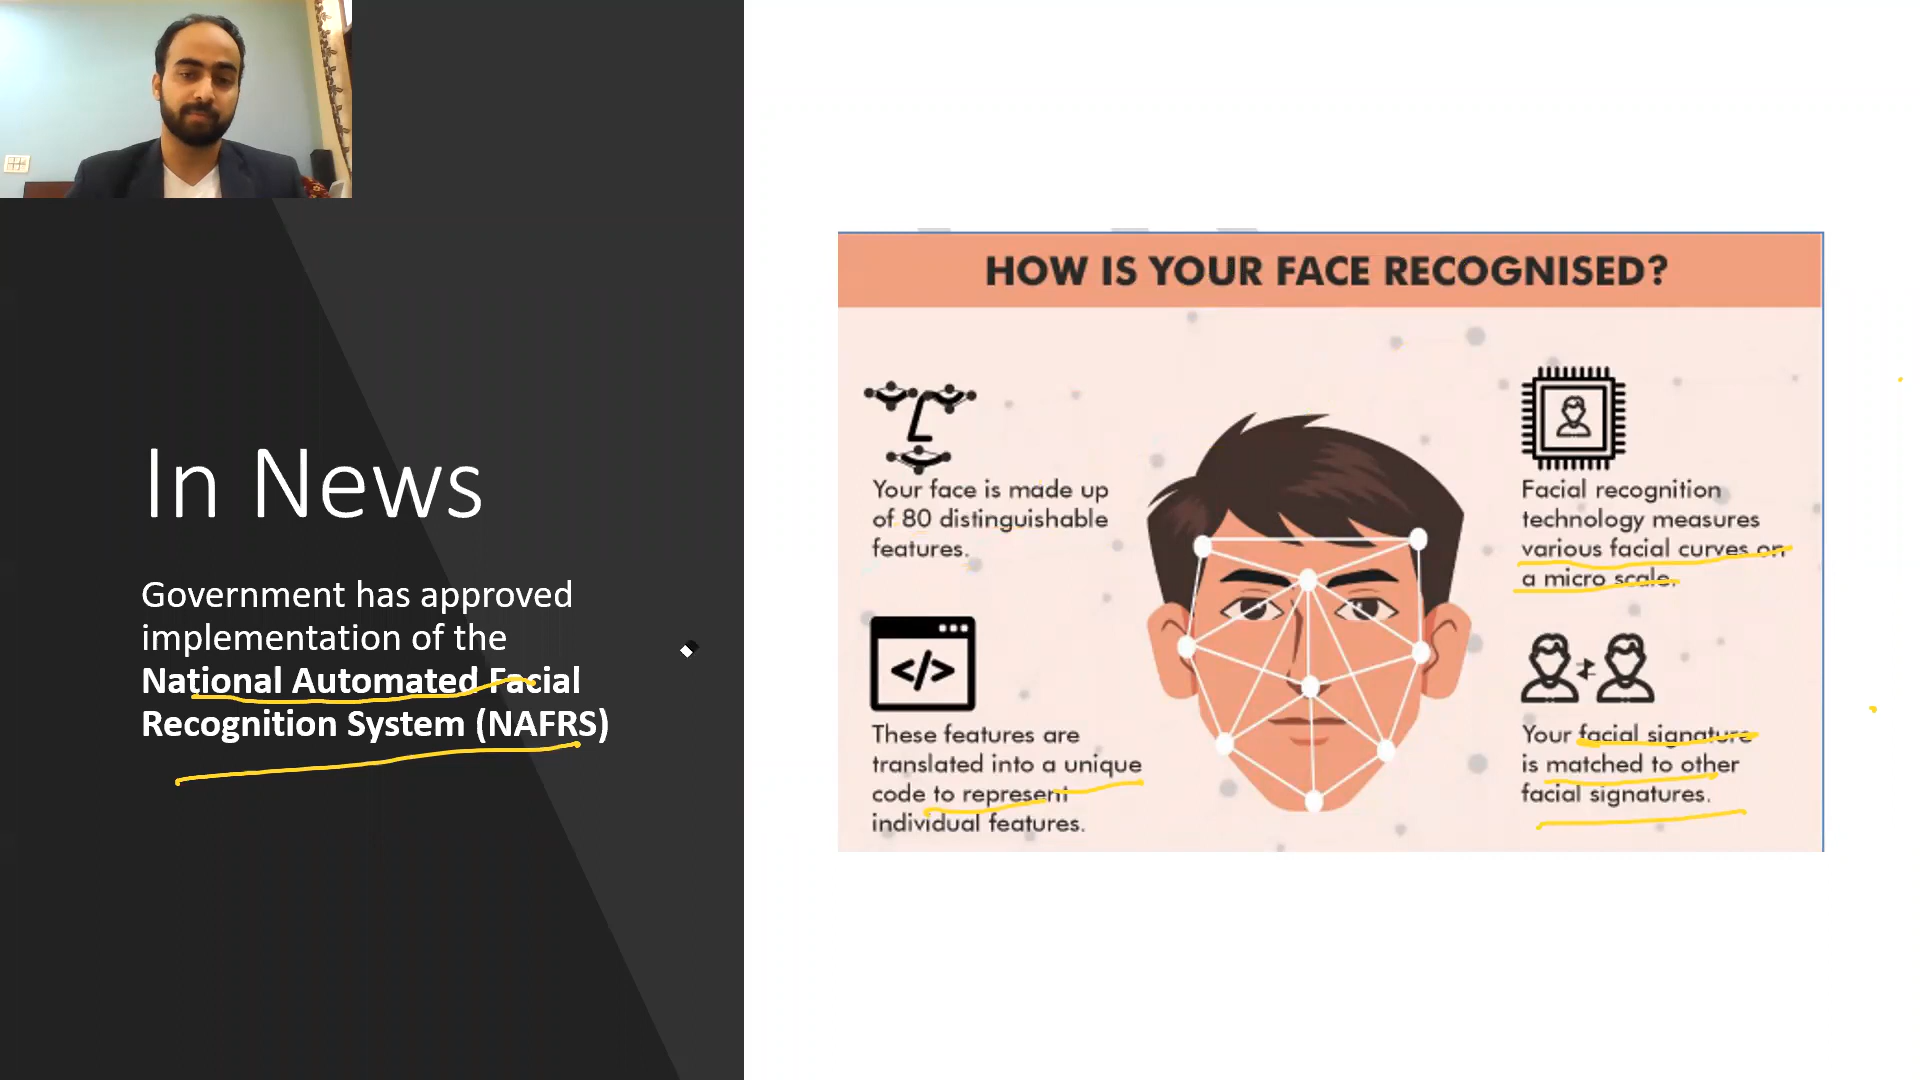 In News
Government has approved
implementation of the
National Automated Facial
Recognition System (NAFRS)
HOW IS YOUR FACE RECOGNISED?
Your face is made up
of 80 distinguishable
features.
These features are
translated into a unique
code to represent
individual features.
Facial recognition
technology measures
various facial curves on
a micro scale.
Your facial signature
is matched to other
facial signatures.